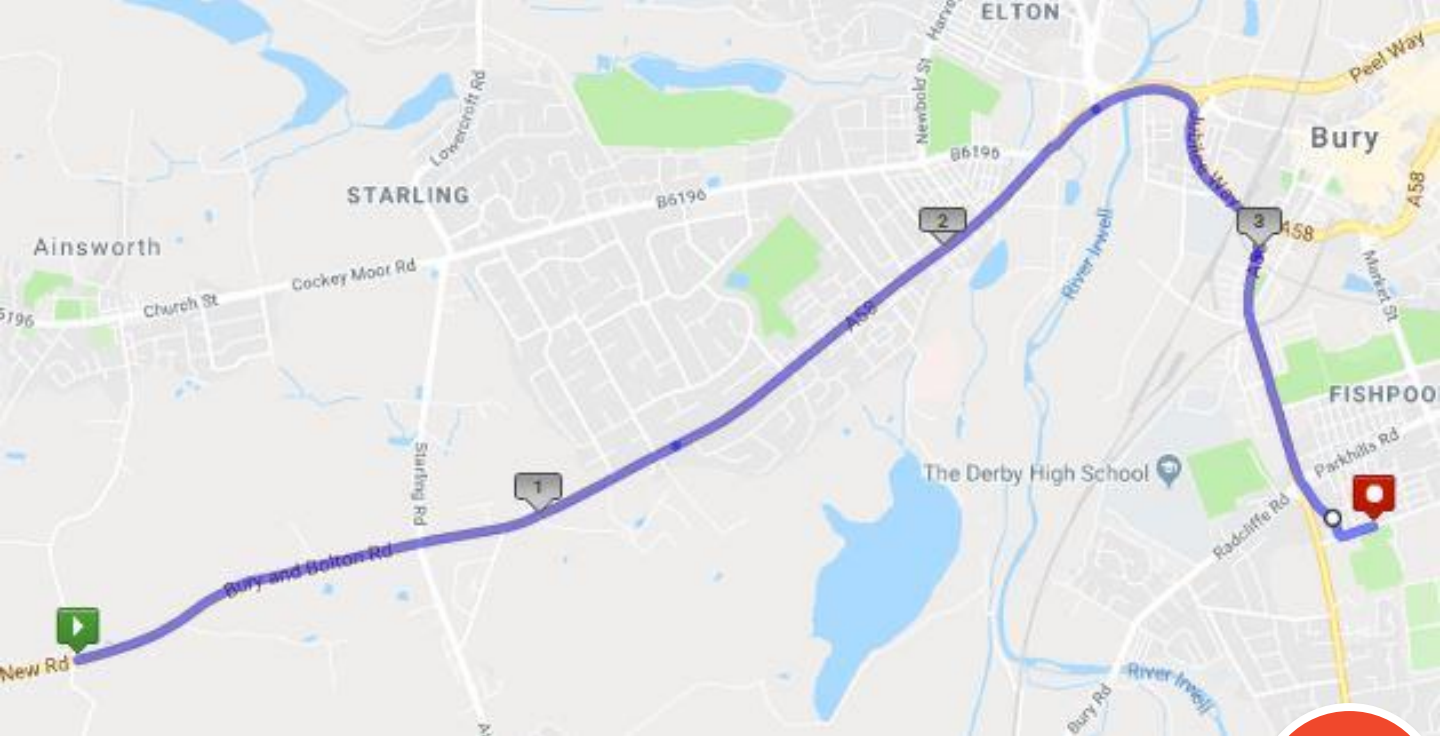 ELTON
Harve
Peel Way
Newbold St
Lowercroft Rd
Bury
B6196
STARLING
B6196
A58
Ainsworth
2
3
A58
Cockey Moor Rd
River Irwell
Church St
Market St
A58
FISHPOO
Parkhills Rd
Starling Rd
The Derby High School
1
Radcliffe Rd
Bury and Bolton Rd
New Rd
River Irwell
Bury Rd